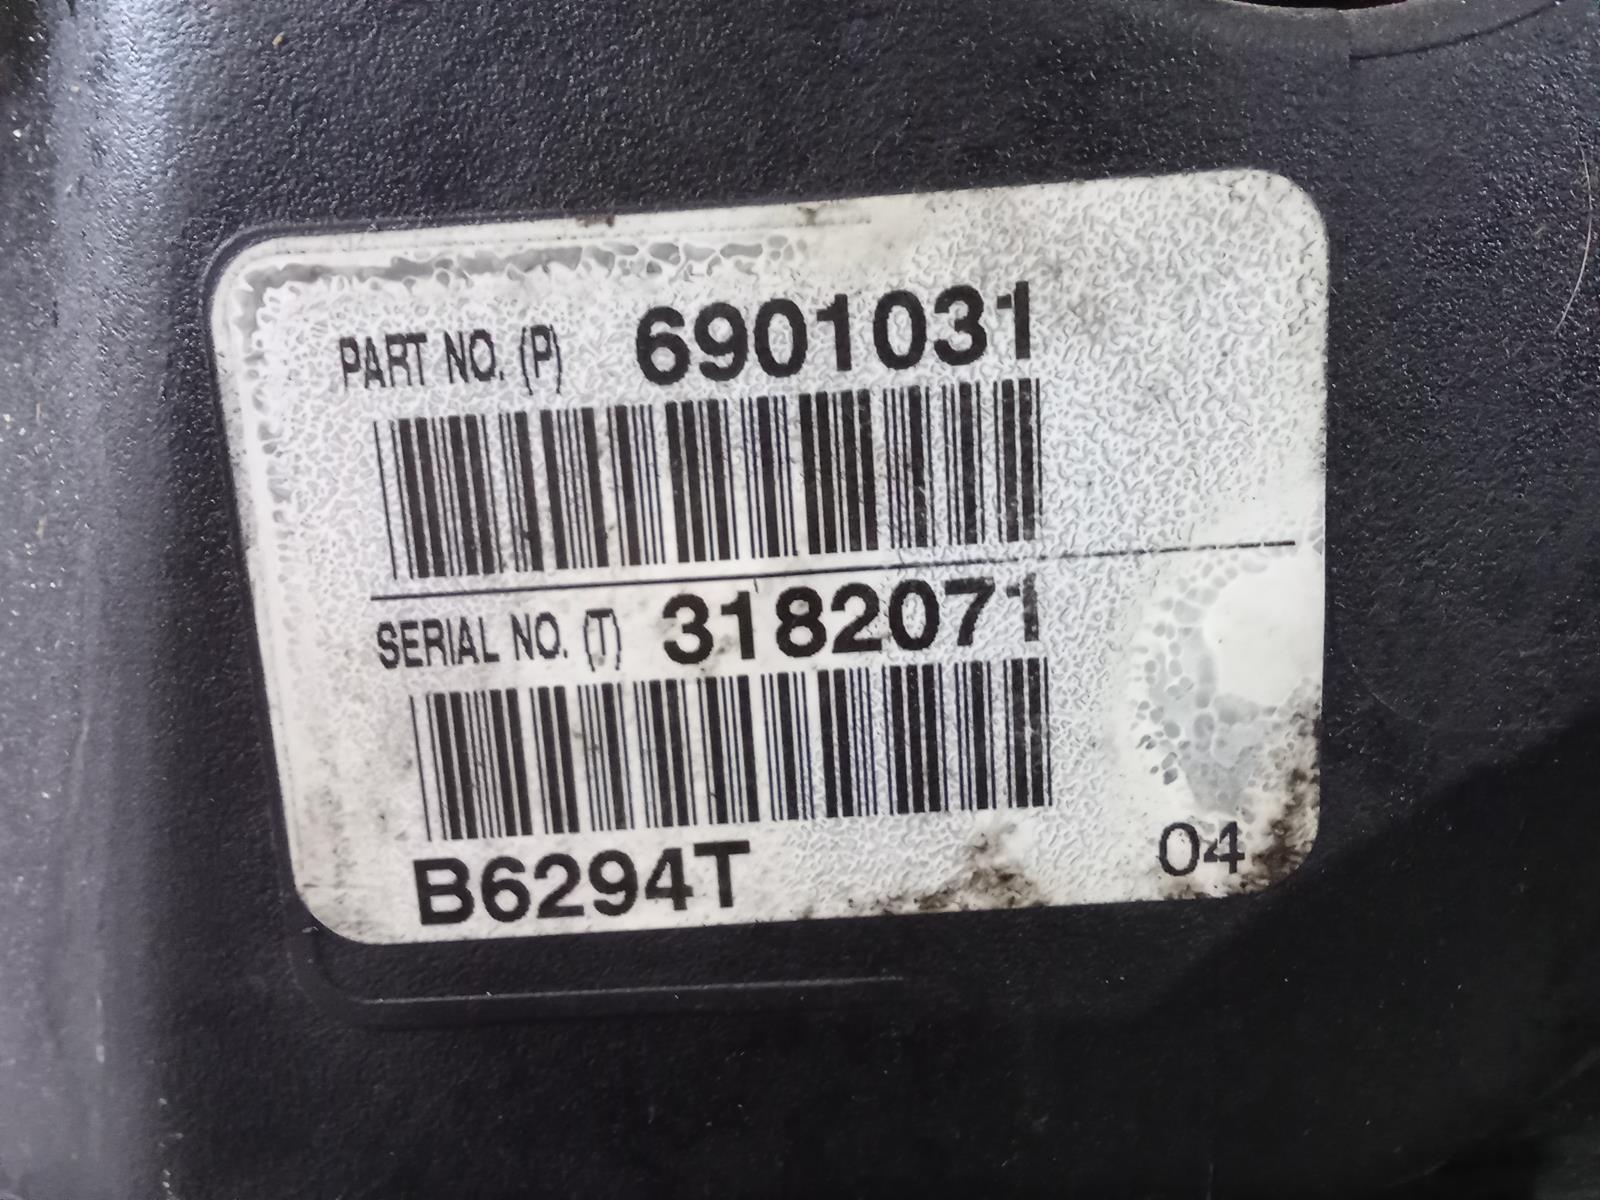 PART NO. (P) 6901031
SERIAL NO. (T) 3182071
B6294T 04